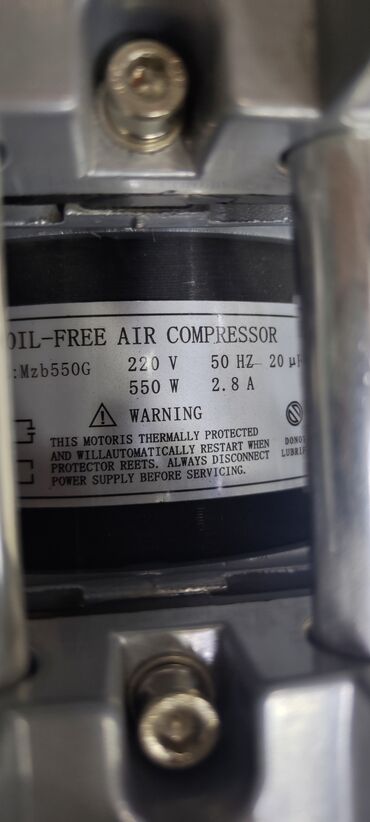 OIL-FREE AIR COMPRESSOR
:Mzb550G 220 V 50 HZ 20 μ
550 W 2.8 A
WARNING
THIS MOTORIS THERMALLY PROTECTED
AND WILLAUTOMATICALLY RESTART WHEN
PROTECTOR REETS. ALWAYS DISCONNECT
POWER SUPPLY BEFORE SERVICING.
DONO
LUBRI